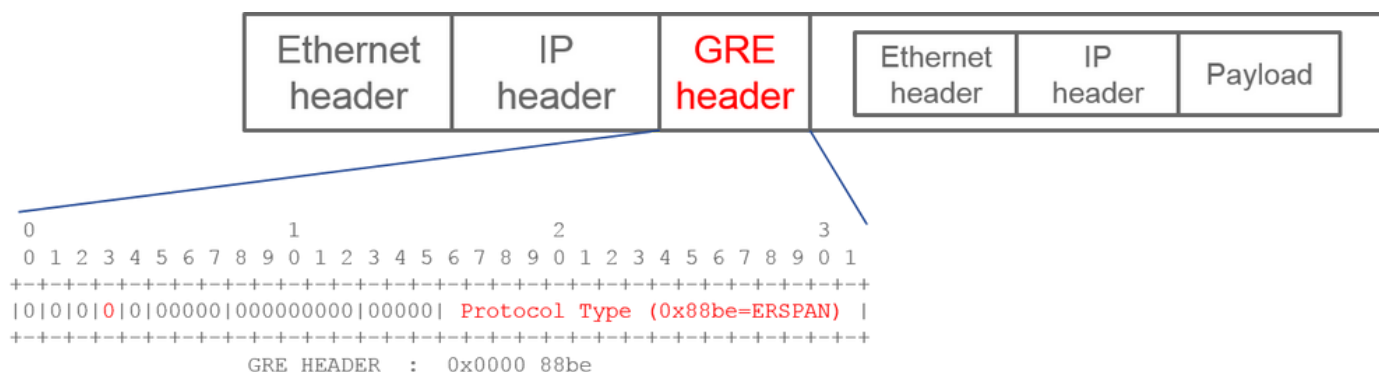 Ethernet header
IP header
GRE header
Ethernet header
IP header
Payload
0 1 2 3
0 1 2 3 4 5 6 7 8 9 0 1 2 3 4 5 6 7 8 9 0 1 2 3 4 5 6 7 8 9 0 1
+-+-+-+-+-+-+-+-+-+-+-+-+-+-+-+-+-+-+-+-+-+-+-+-+-+-+-+-+-+-+-+-+
|0|0|0|0|0|00000|000000000|00000| Protocol Type (0x88be=ERSPAN) |
+-+-+-+-+-+-+-+-+-+-+-+-+-+-+-+-+-+-+-+-+-+-+-+-+-+-+-+-+-+-+-+-+
GRE HEADER : 0x0000 88be